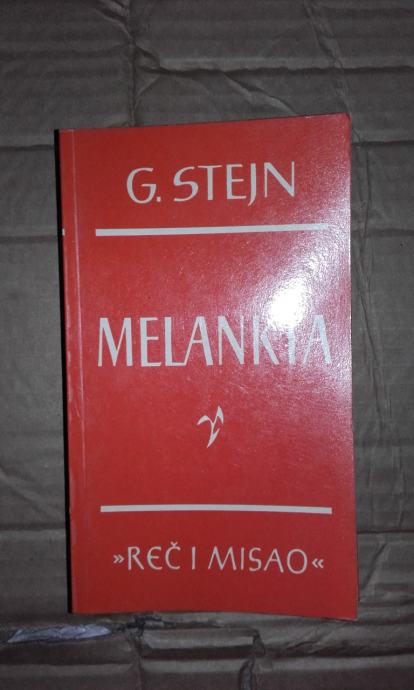 G. STEJN
MELANKTA
»REČ I MISAO«